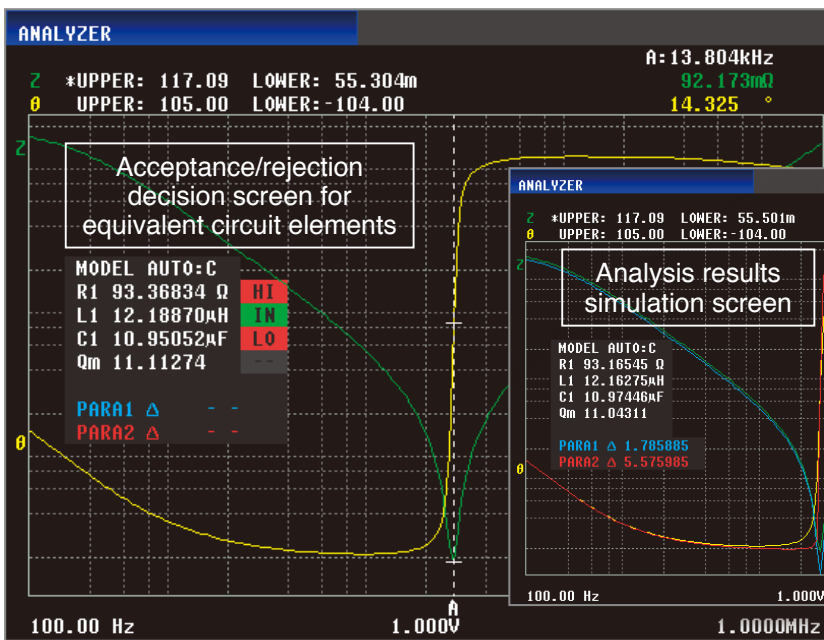 ANALYZER
A:13.804kHz
Z *UPPER: 117.09 LOWER: 55.304m 92.173mΩ
θ UPPER: 105.00 LOWER:-104.00 14.325 °
Z
Acceptance/rejection
decision screen for
equivalent circuit elements
MODEL AUTO:C
R1 93.36834 Ω HI
L1 12.18870μH IN
C1 10.95052μF LO
Qm 11.11274 --
PARA1 Δ - -
PARA2 Δ - -
θ
A
100.00 Hz 1.000V 1.0000MHz
ANALYZER
Z *UPPER: 117.09 LOWER: 55.501m
θ UPPER: 105.00 LOWER:-104.00
Z
Analysis results
simulation screen
MODEL AUTO:C
R1 93.16545 Ω
L1 12.16275μH
C1 10.97446μF
Qm 11.04311
PARA1 Δ 1.785885
PARA2 Δ 5.575985
θ
100.00 Hz 1.000V